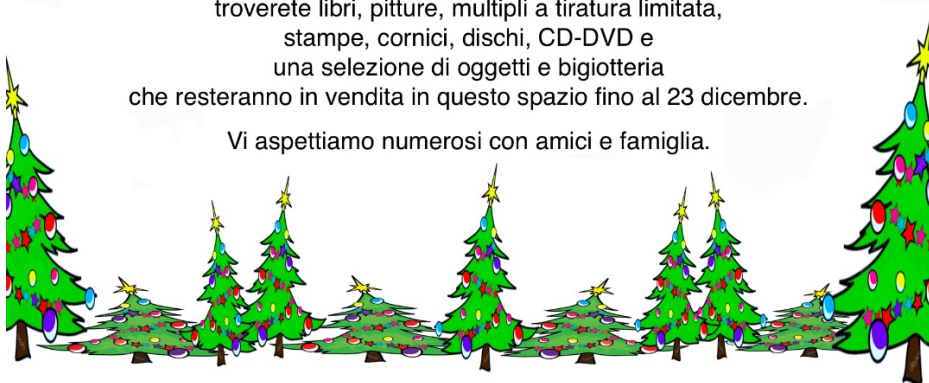 troverete libri, pitture, multipli a tiratura limitata,
stampe, cornici, dischi, CD-DVD e
una selezione di oggetti e bigiotteria
che resteranno in vendita in questo spazio fino al 23 dicembre.
Vi aspettiamo numerosi con amici e famiglia.